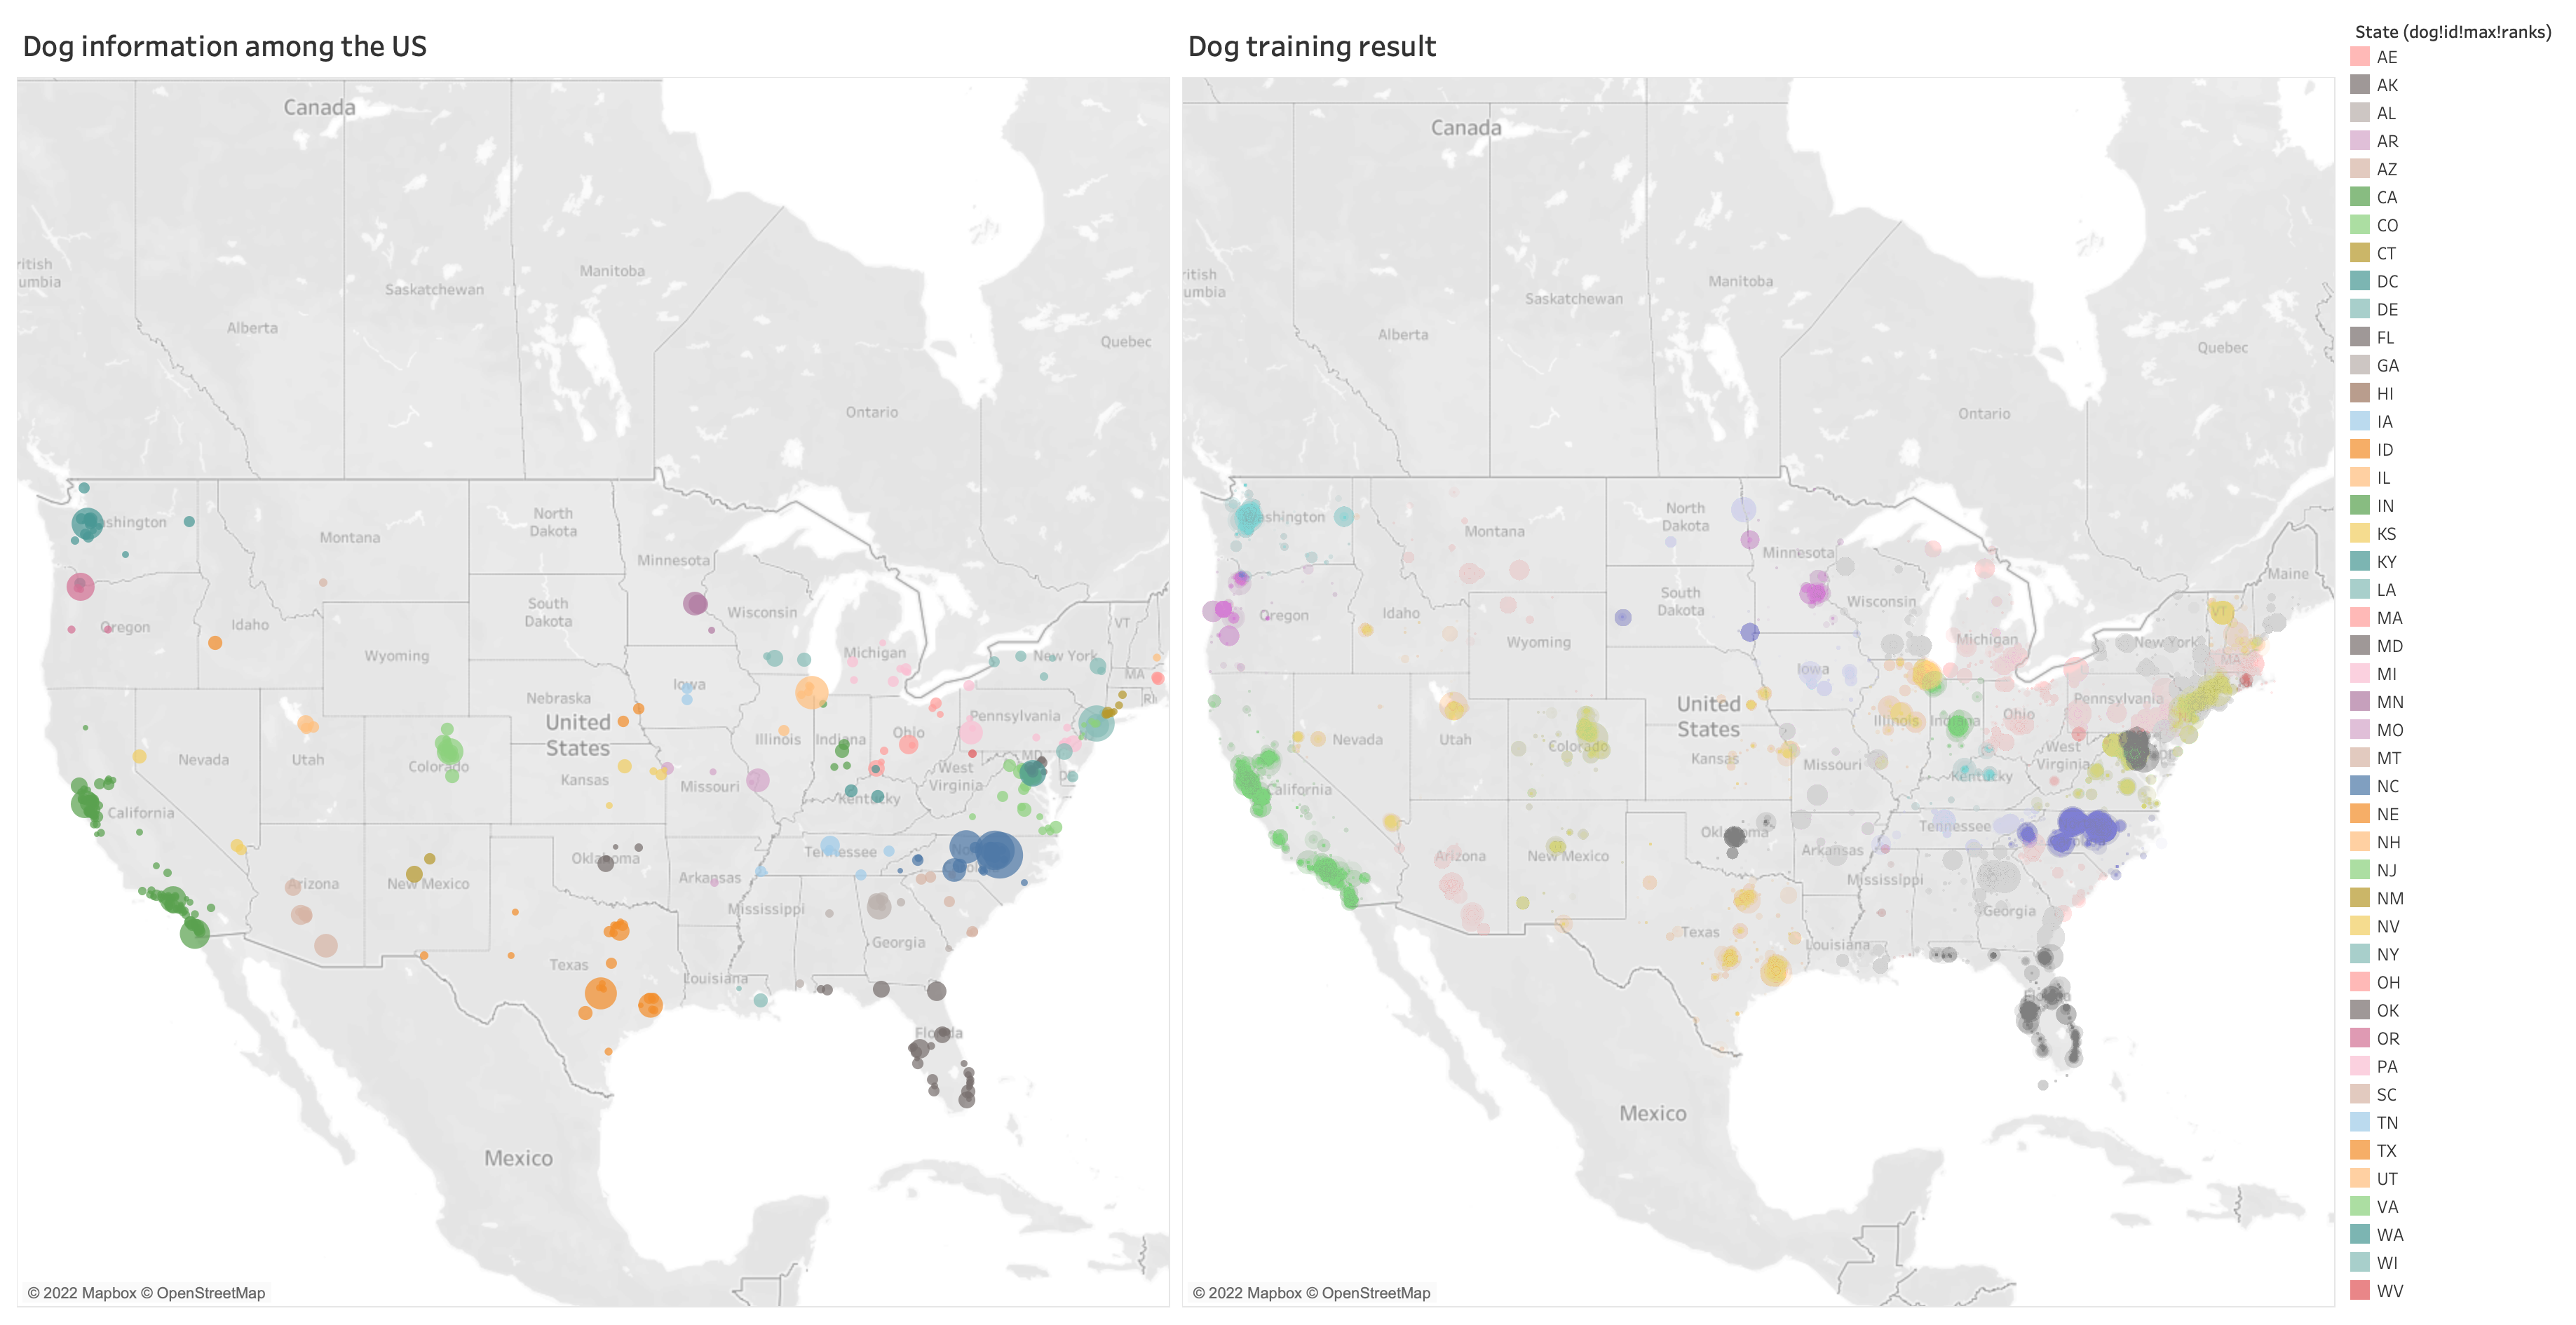 Dog information among the US
Canada
ritish
umbia
Alberta
Saskatchewan
Manitoba
Ontario
Quebec
ashington
Montana
North
Dakota
Minnesota
Oregon
Idaho
South
Dakota
Wisconsin
Michigan
VT
Wyoming
New York
MA
RI
Iowa
Nebraska
Pennsylvania
United
States
Illinois
Indiana
Ohio
Nevada
Utah
Colorado
Kansas
Missouri
West
Virginia
MD
California
Kentucky
Oklahoma
Tennessee
Arizona
New Mexico
Arkansas
Mississippi
Georgia
Texas
Louisiana
Mexico
© 2022 Mapbox © OpenStreetMap
Dog training result
Canada
ritish
umbia
Alberta
Saskatchewan
Manitoba
Ontario
Quebec
Washington
Montana
North
Dakota
Minnesota
Maine
Oregon
Idaho
South
Dakota
Wisconsin
VT
Wyoming
Michigan
New York
MA
Iowa
Pennsylvania
United
States
Illinois
Indiana
Ohio
Nevada
Utah
Colorado
Kansas
Missouri
West
Virginia
California
Kentucky
Oklahoma
Tennessee
Arizona
New Mexico
Arkansas
Mississippi
Georgia
Texas
Louisiana
Mexico
© 2022 Mapbox © OpenStreetMap
State (dog!id!max!ranks)
AE
AK
AL
AR
AZ
CA
CO
CT
DC
DE
FL
GA
HI
IA
ID
IL
IN
KS
KY
LA
MA
MD
MI
MN
MO
MT
NC
NE
NH
NJ
NM
NV
NY
OH
OK
OR
PA
SC
TN
TX
UT
VA
WA
WI
WV